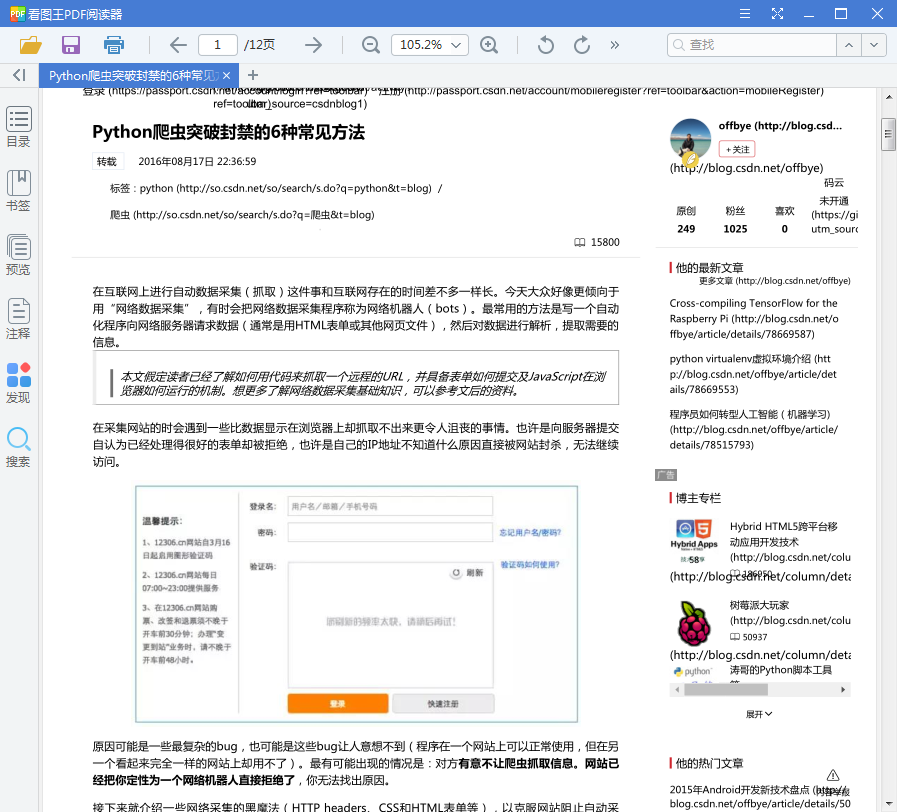 看图王PDF阅读器
1 /12页 105.2% 查找
Python爬虫突破封禁的6种常见
目录
书签
预览
注释
发现
搜索
登录 (https://passport.csdn.net/account/login?ref=toolbar) 注册(http://passport.csdn.net/account/mobileregister?ref=toolbar&action=mobileRegister)
Python爬虫突破封禁的6种常见方法
转载 2016年08月17日 22:36:59
标签：python (http://so.csdn.net/so/search/s.do?q=python&t=blog) /
爬虫 (http://so.csdn.net/so/search/s.do?q=爬虫&t=blog)
15800
在互联网上进行自动数据采集（抓取）这件事和互联网存在的时间差不多一样长。今天大众好像更倾向于
用“网络数据采集”，有时会把网络数据采集程序称为网络机器人（bots）。最常用的方法是写一个自动
化程序向网络服务器请求数据（通常是用HTML表单或其他网页文件），然后对数据进行解析，提取需要的
信息。
本文假定读者已经了解如何用代码来抓取一个远程的URL，并具备表单如何提交及JavaScript在浏
览器如何运行的机制。想更多了解网络数据采集基础知识，可以参考文后的资料。
在采集网站的时会遇到一些比数据显示在浏览器上却抓取不出来更令人沮丧的事情。也许是向服务器提交
自认为已经处理得很好的表单却被拒绝，也许是自己的IP地址不知道什么原因直接被网站封杀，无法继续
访问。
温馨提示：
1、12306.cn网站自3月16
日起启用图形验证码
2、12306.cn网站每日
07:00~23:00提供服务
3、在12306.cn网站购
票、改签和退票须不晚于
开车前30分钟；办理“变
更到站”业务时，请不晚于
开车前48小时。
登录名： 用户名／邮箱／手机号码
密码： 忘记用户名/密码?
验证码： 刷新 验证码如何使用?
登录 快速注册
原因可能是一些最复杂的bug，也可能是这些bug让人意想不到（程序在一个网站上可以正常使用，但在另
一个看起来完全一样的网站上却用不了）。最有可能出现的情况是：对方有意不让爬虫抓取信息。网站已
经把你定性为一个网络机器人直接拒绝了，你无法找出原因。
接下来就介绍一些网络采集的黑魔法（HTTP headers、CSS和HTML表单等），以克服网站阻止自动采
offbye (http://blog.csd...
+ 关注
(http://blog.csdn.net/offbye)
码云
原创 粉丝 喜欢 未开通
249 1025 0 (https://gi
utm_sourc
他的最新文章
更多文章 (http://blog.csdn.net/offbye)
Cross-compiling TensorFlow for the
Raspberry Pi (http://blog.csdn.net/o
ffbye/article/details/78669587)
python virtualenv虚拟环境介绍 (htt
p://blog.csdn.net/offbye/article/det
ails/78669553)
程序员如何转型人工智能（机器学习)
(http://blog.csdn.net/offbye/article/
details/78515793)
广告
博主专栏
Hybrid Apps
Hybrid HTML5跨平台移
动应用开发技术
(http://blog.csdn.net/colu
(http://blog.csdn.net/column/deta
树莓派大玩家
(http://blog.csdn.net/colu
50937
(http://blog.csdn.net/column/deta
python
涛哥的Python脚本工具
展开
他的热门文章
2015年Android开发新技术盘点 (http://
blog.csdn.net/offbye/article/details/50